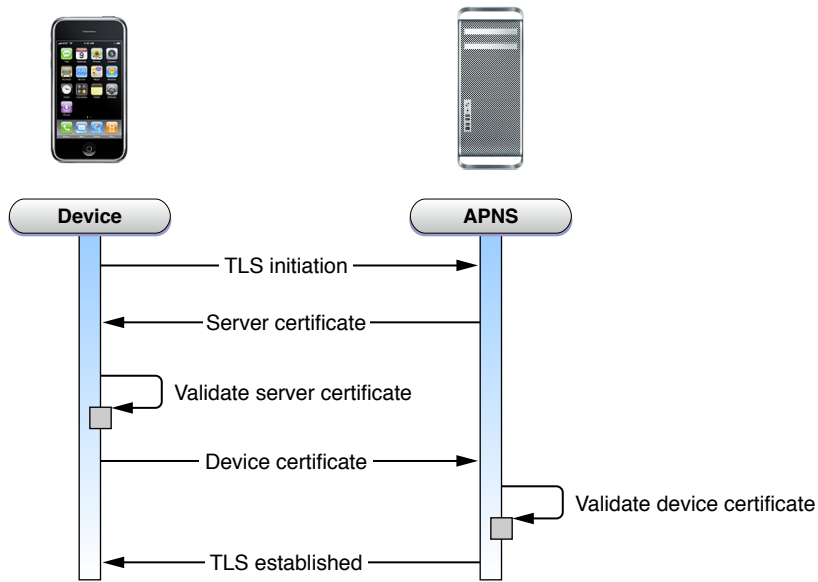 Device
APNS
TLS initiation
Server certificate
Validate server certificate
Device certificate
Validate device certificate
TLS established